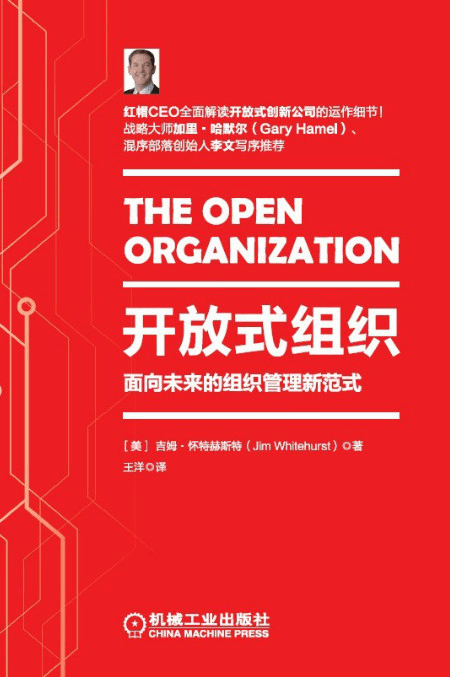 红帽CEO全面解读开放式创新公司的运作细节！
战略大师加里·哈默尔（Gary Hamel）、
混序部落创始人李文写序推荐
THE OPEN
ORGANIZATION
开放式组织
面向未来的组织管理新范式
［美］吉姆·怀特赫斯特（Jim Whitehurst）◎著
王洋◎译
机械工业出版社
CHINA MACHINE PRESS